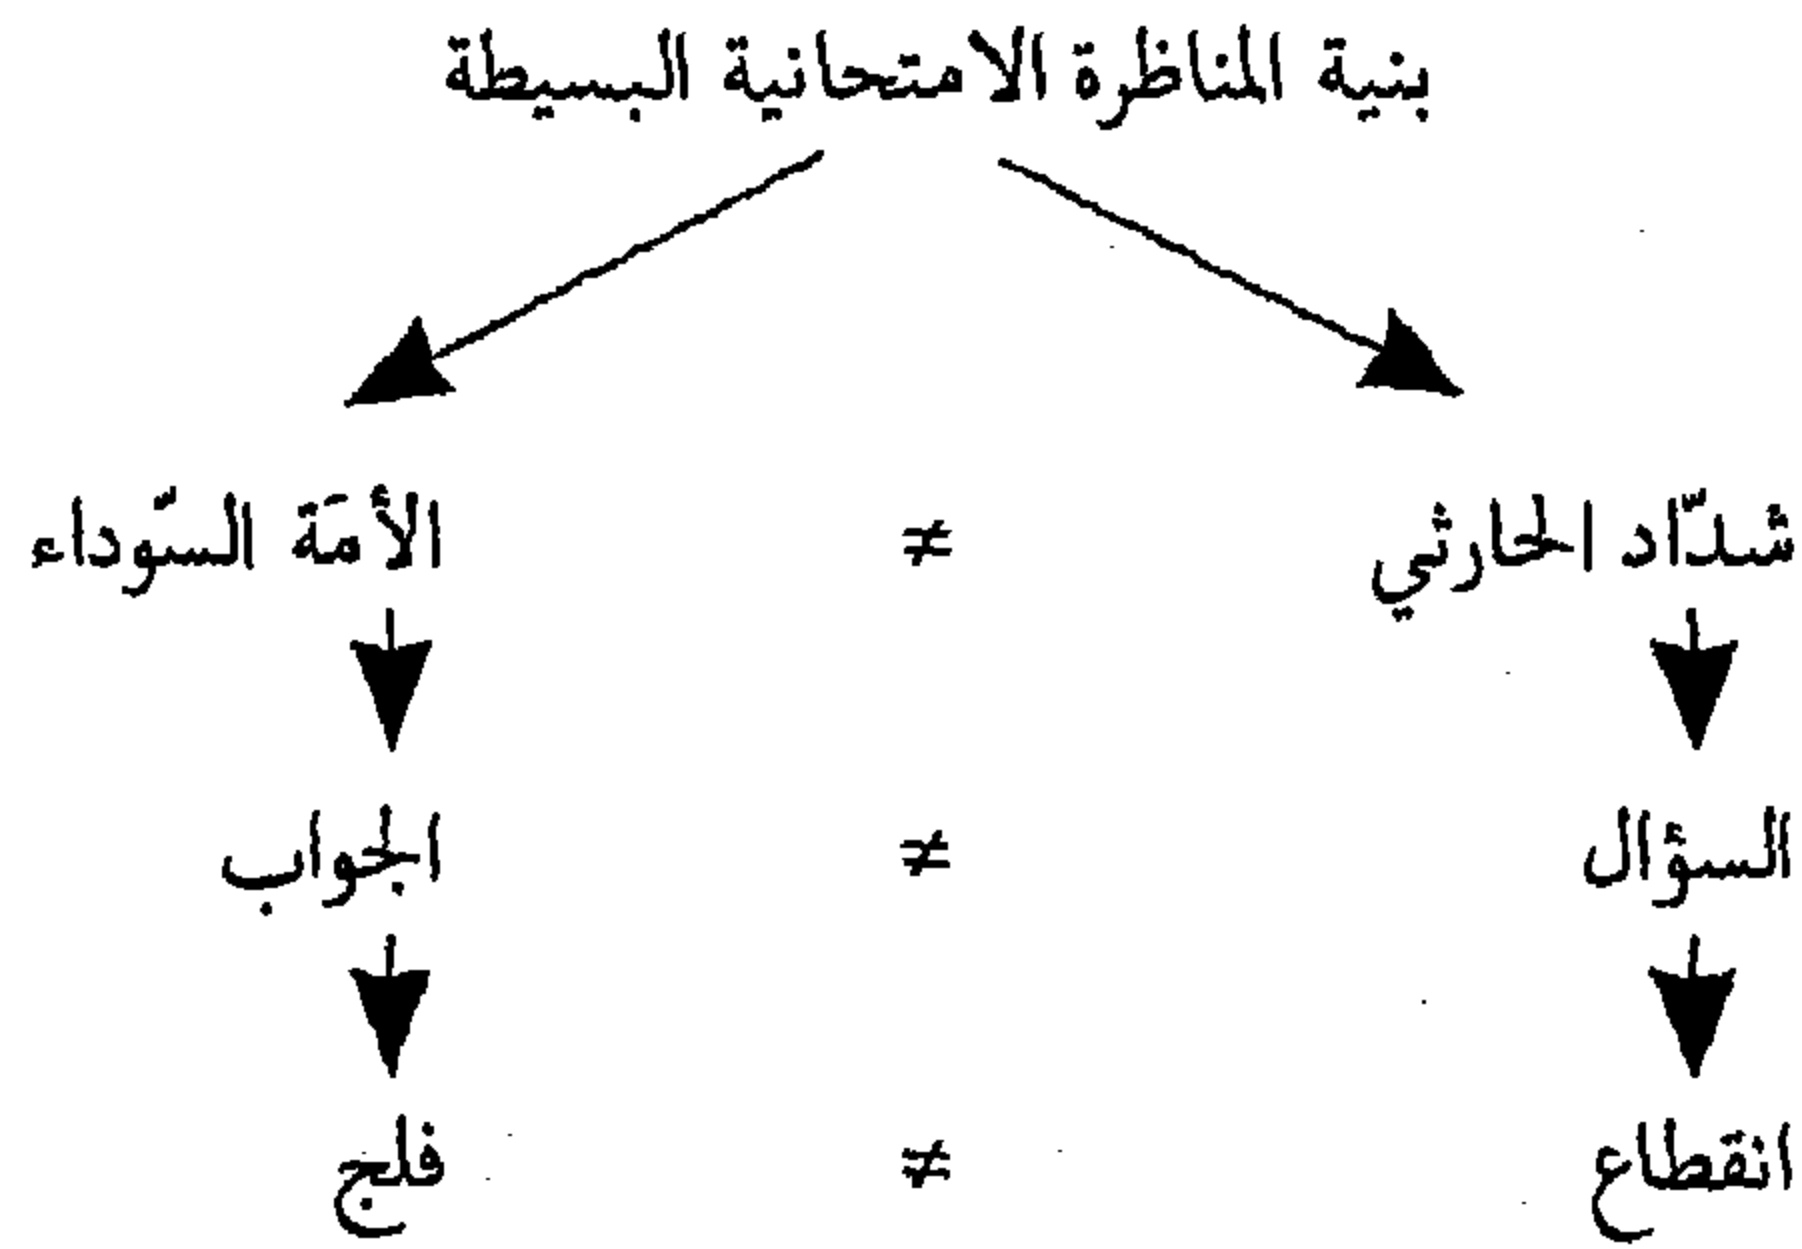 بنية المناظرة الامتحانية البسيطة
شدّاد الحارثي ≠ الأمَة السّوداء
السؤال ≠ الجواب
انقطاع ≠ فلج